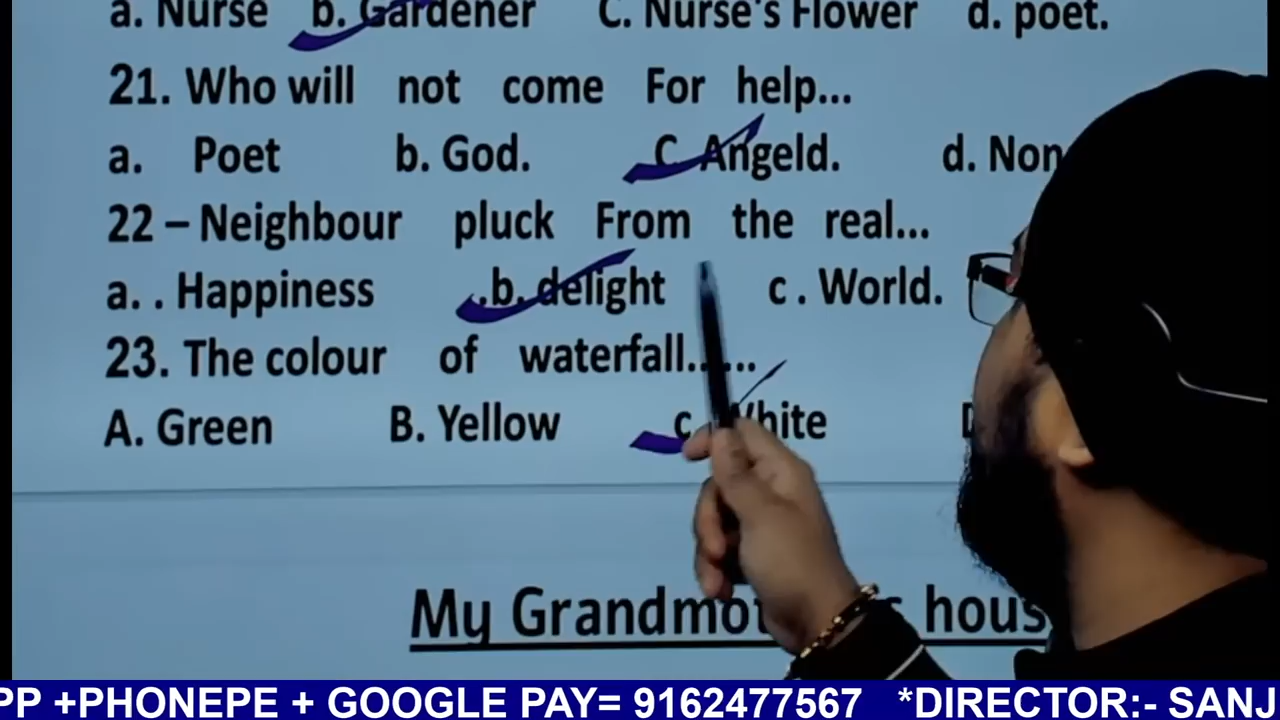 a. Nurse b. Gardener C. Nurse's Flower d. poet.
21. Who will not come For help...
a. Poet b. God. C. Angeld. d. Non
22 – Neighbour pluck From the real...
a. . Happiness .b. delight c . World.
23. The colour of waterfall......
A. Green B. Yellow c White
My Grandmot s hous
PP +PHONEPE + GOOGLE PAY= 9162477567 *DIRECTOR:- SANJ